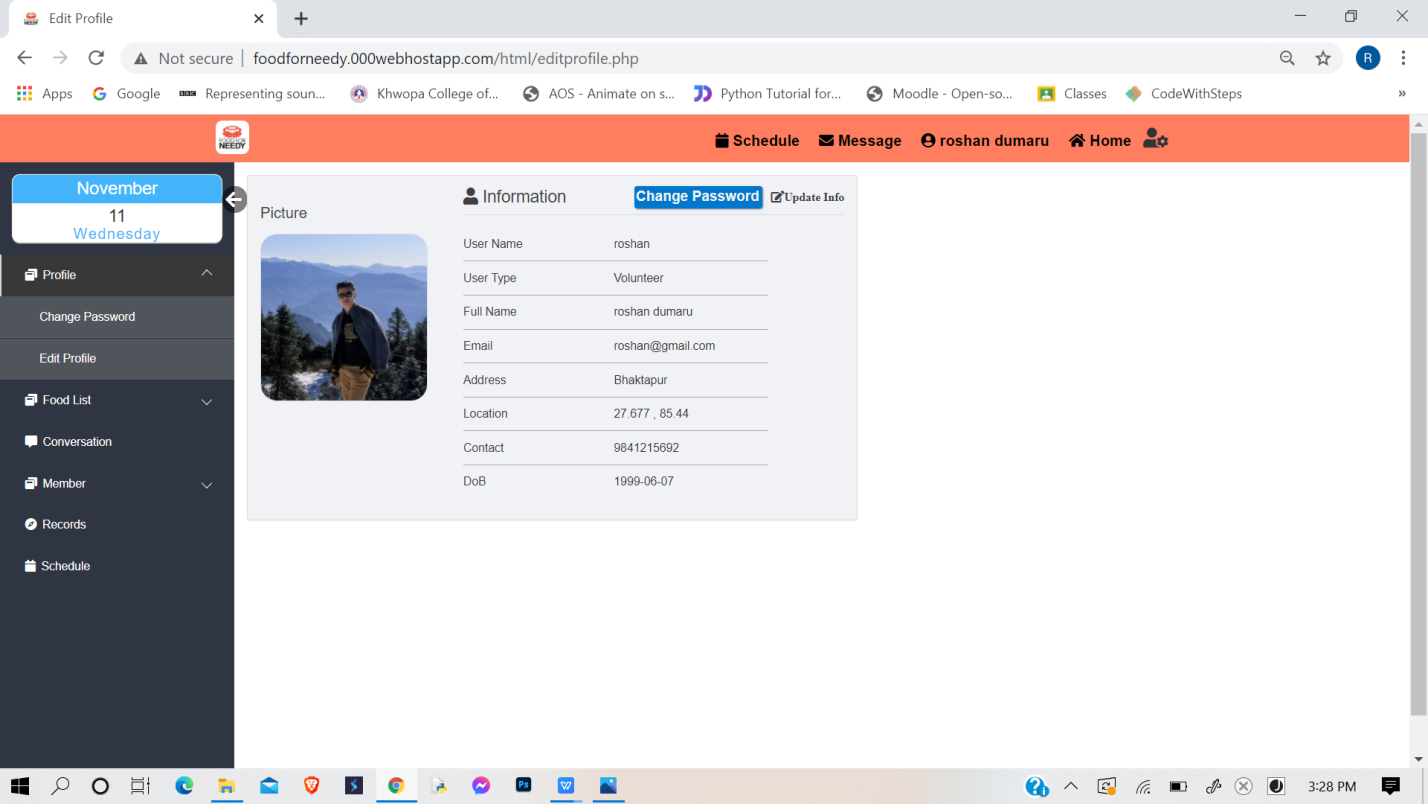 Edit Profile
Not secure | foodforneedy.000webhostapp.com/html/editprofile.php
R
Apps Google Representing soun... Khwopa College of... AOS - Animate on s... Python Tutorial for... Moodle - Open-so... Classes CodeWithSteps »
FOOD FOR
NEEDY
Schedule Message roshan dumaru Home
November
11
Wednesday
Profile
Change Password
Edit Profile
Food List
Conversation
Member
Records
Schedule
Picture
Information Change Password Update Info
User Name roshan
User Type Volunteer
Full Name roshan dumaru
Email roshan@gmail.com
Address Bhaktapur
Location 27.677 , 85.44
Contact 9841215692
DoB 1999-06-07
Ps W 3:28 PM